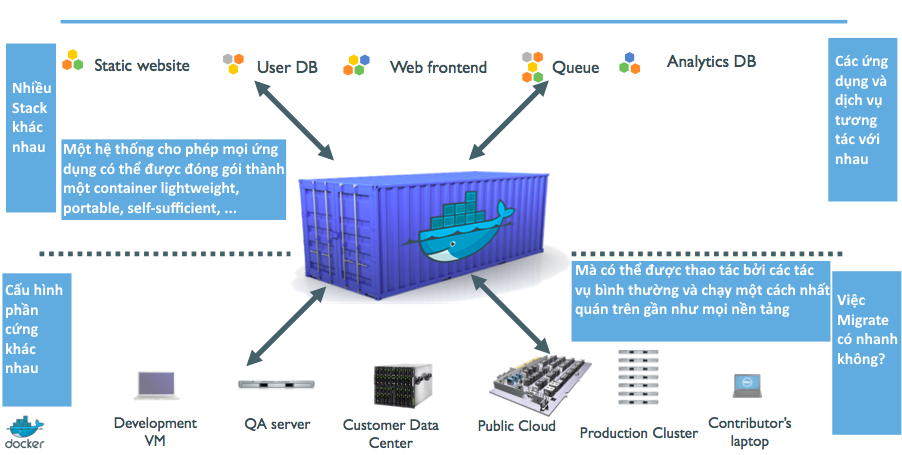 Static website
User DB
Web frontend
Queue
Analytics DB
Nhiều
Stack
khác
nhau
Các ứng
dụng và
dịch vụ
tương
tác với
nhau
Một hệ thống cho phép mọi ứng
dụng có thể được đóng gói thành
một container lightweight,
portable, self-sufficient, ...
Cấu hình
phần
cứng
khác
nhau
Mà có thể được thao tác bởi các tác
vụ bình thường và chạy một cách nhất
quán trên gần như mọi nền tảng
Việc
Migrate
có nhanh
không?
Development
VM
QA server
Customer Data
Center
Public Cloud
Production Cluster
Contributor’s
laptop
docker